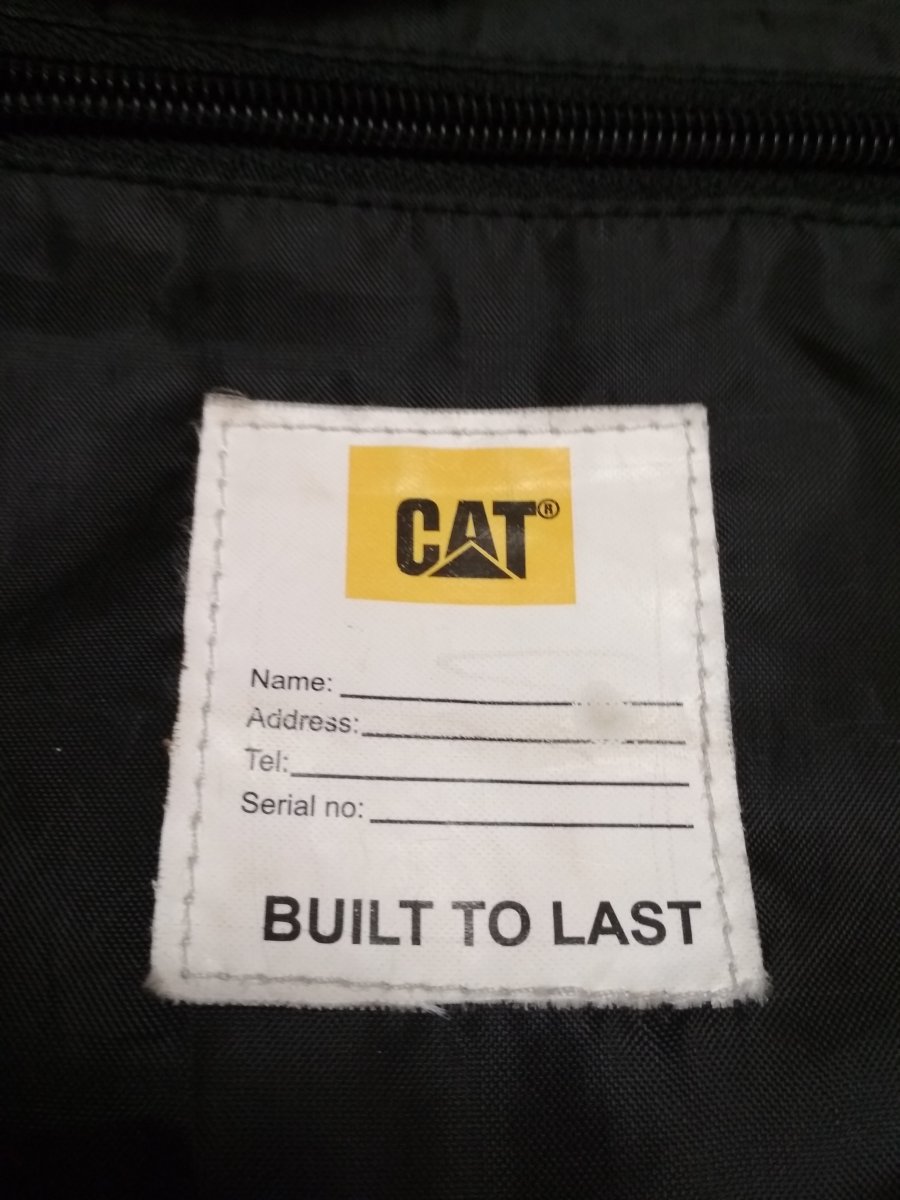 CAT®
Name:
Address:
Tel:
Serial no:
BUILT TO LAST